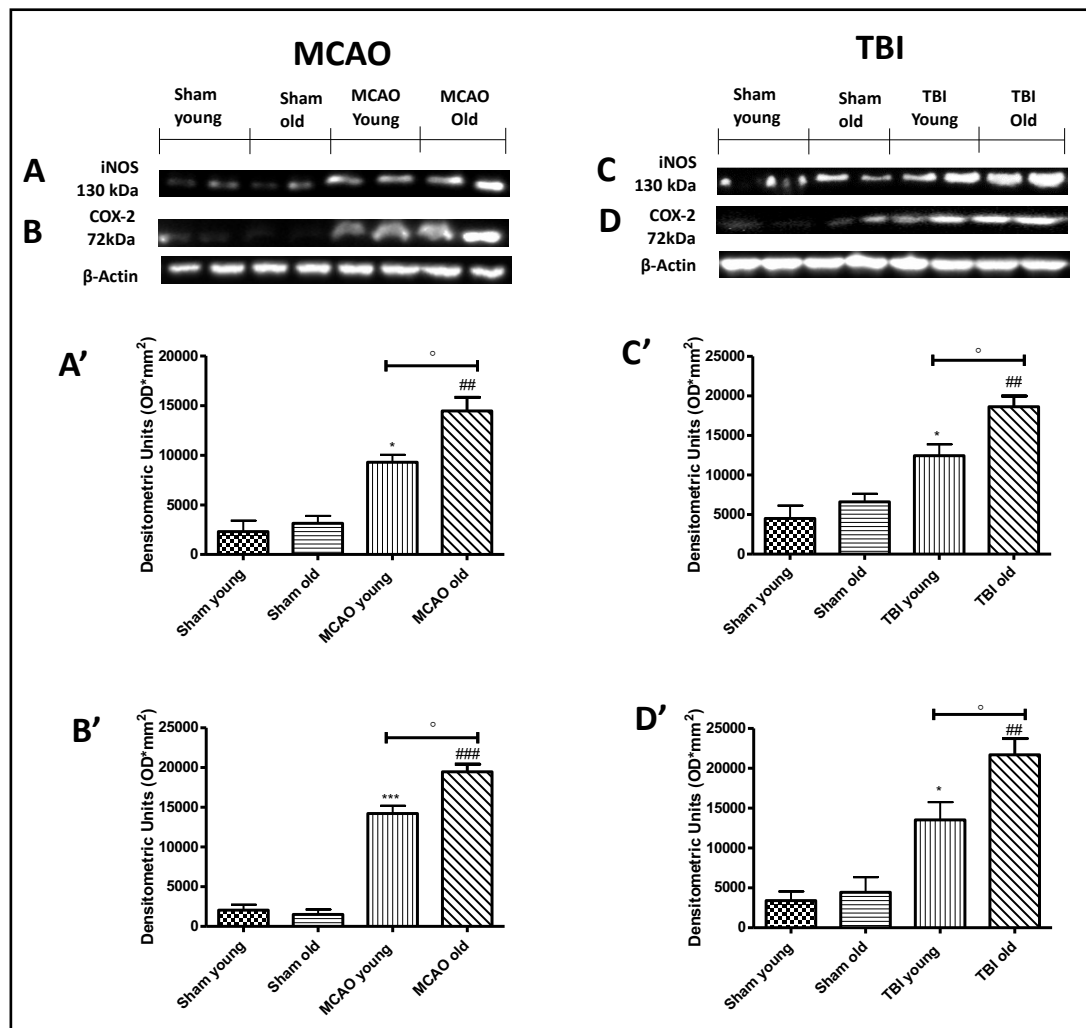 MCAO
Sham young
Sham old
MCAO Young
MCAO Old
A
iNOS
130 kDa
B
COX-2
72kDa
β-Actin
TBI
Sham young
Sham old
TBI Young
TBI Old
C
iNOS
130 kDa
D
COX-2
72kDa
β-Actin
A’
Densitometric Units (OD*mm²)
20000
15000
10000
5000
0
*
##
°
Sham young
Sham old
MCAO young
MCAO old
C’
Densitometric Units (OD*mm²)
25000
20000
15000
10000
5000
0
*
##
°
Sham young
Sham old
TBI young
TBI old
B’
Densitometric Units (OD*mm²)
25000
20000
15000
10000
5000
0
***
###
°
Sham young
Sham old
MCAO young
MCAO old
D’
Densitometric Units (OD*mm²)
25000
20000
15000
10000
5000
0
*
##
°
Sham young
Sham old
TBI young
TBI old